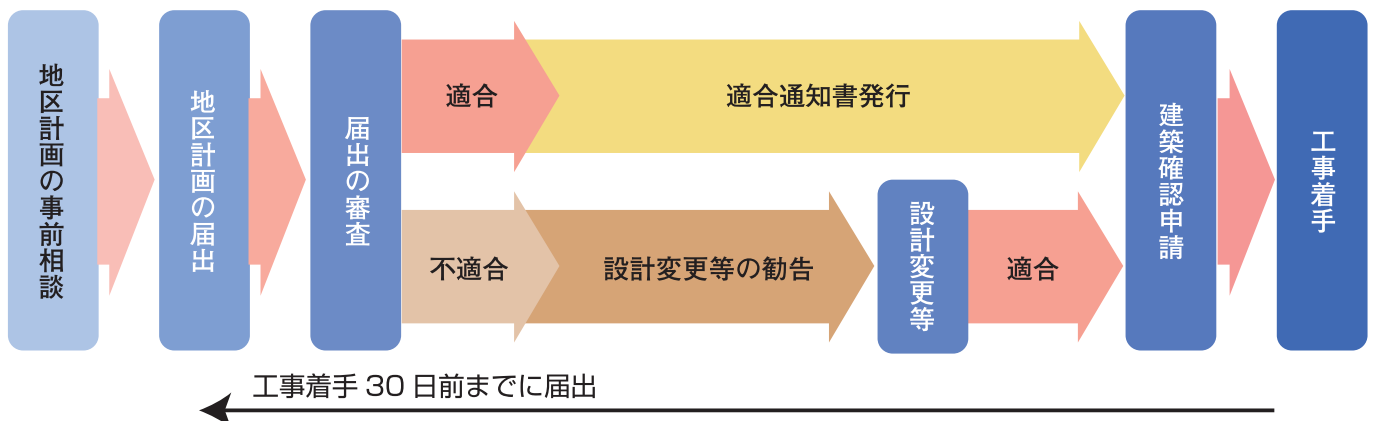 地区計画の事前相談
地区計画の届出
届出の審査
適合
適合通知書発行
不適合
設計変更等の勧告
設計変更等
適合
建築確認申請
工事着手
工事着手 30 日前までに届出